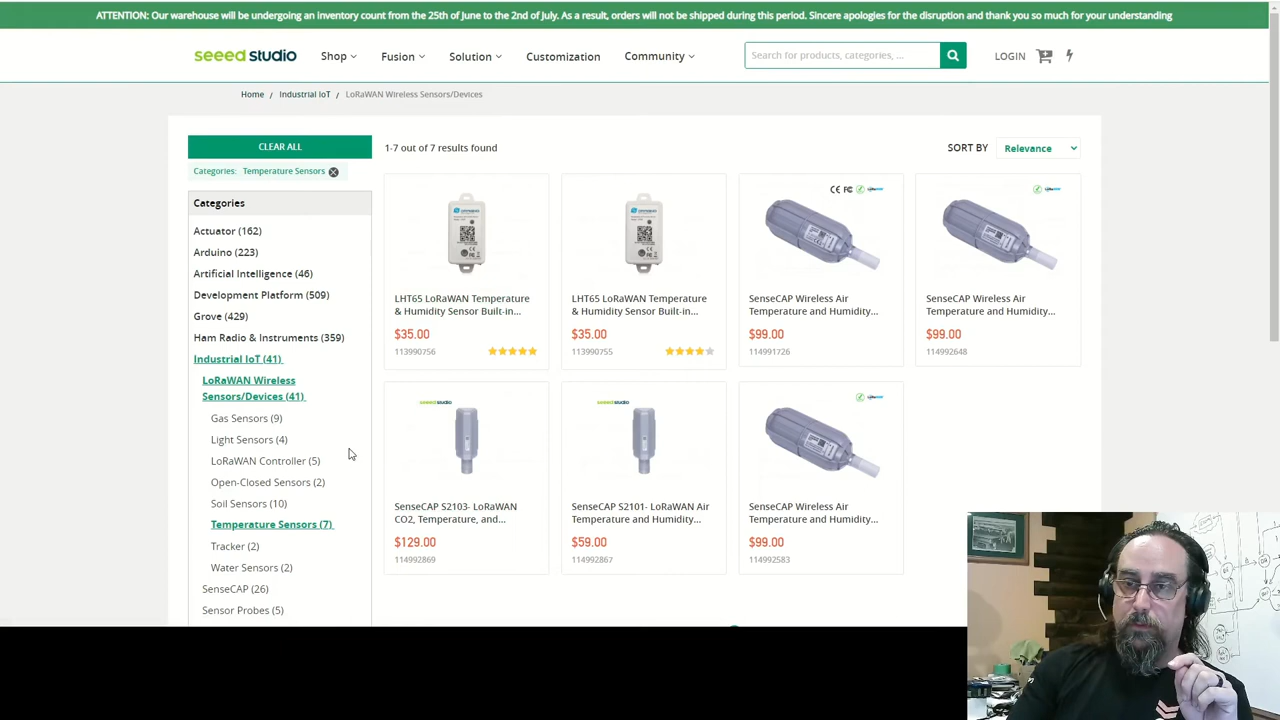 ATTENTION: Our warehouse will be undergoing an inventory count from the 25th of June to the 2nd of July. As a result, orders will not be shipped during this period. Sincere apologies for the disruption and thank you so much for your understanding
seeed studio
Shop
Fusion
Solution
Customization
Community
Search for products, categories, ...
LOGIN
Home / Industrial IoT / LoRaWAN Wireless Sensors/Devices
CLEAR ALL
Categories: Temperature Sensors
Categories
Actuator (162)
Arduino (223)
Artificial Intelligence (46)
Development Platform (509)
Grove (429)
Ham Radio & Instruments (359)
Industrial IoT (41)
LoRaWAN Wireless
Sensors/Devices (41)
Gas Sensors (9)
Light Sensors (4)
LoRaWAN Controller (5)
Open-Closed Sensors (2)
Soil Sensors (10)
Temperature Sensors (7)
Tracker (2)
Water Sensors (2)
SenseCAP (26)
Sensor Probes (5)
1-7 out of 7 results found
SORT BY
Relevance
LHT65 LoRaWAN Temperature
& Humidity Sensor Built-in...
$35.00
113990756
LHT65 LoRaWAN Temperature
& Humidity Sensor Built-in...
$35.00
113990755
CE FC
SenseCAP Wireless Air
Temperature and Humidity...
$99.00
114991726
SenseCAP Wireless Air
Temperature and Humidity...
$99.00
114992648
seeed studio
SenseCAP S2103- LoRaWAN
CO2, Temperature, and...
$129.00
114992869
seeed studio
SenseCAP S2101- LoRaWAN Air
Temperature and Humidity...
$59.00
114992867
SenseCAP Wireless Air
Temperature and Humidity...
$99.00
114992583